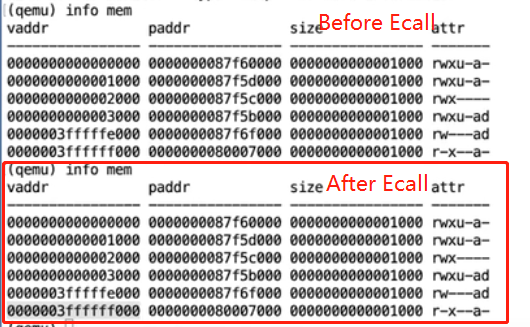 (qemu) info mem
vaddr paddr size Before Ecall attr
---------------- ---------------- ---------------- -------
0000000000000000 0000000087f60000 0000000000001000 rwxu-a-
0000000000001000 0000000087f5d000 0000000000001000 rwxu-a-
0000000000002000 0000000087f5c000 0000000000001000 rwx----
0000000000003000 0000000087f5b000 0000000000001000 rwxu-ad
0000003fffffe000 0000000087f6f000 0000000000001000 rw---ad
0000003ffffff000 0000000080007000 0000000000001000 r-x--a-
(qemu) info mem
vaddr paddr size After Ecall attr
---------------- ---------------- ---------------- -------
0000000000000000 0000000087f60000 0000000000001000 rwxu-a-
0000000000001000 0000000087f5d000 0000000000001000 rwxu-a-
0000000000002000 0000000087f5c000 0000000000001000 rwx----
0000000000003000 0000000087f5b000 0000000000001000 rwxu-ad
0000003fffffe000 0000000087f6f000 0000000000001000 rw---ad
0000003ffffff000 0000000080007000 0000000000001000 r-x--a-
(qemu)